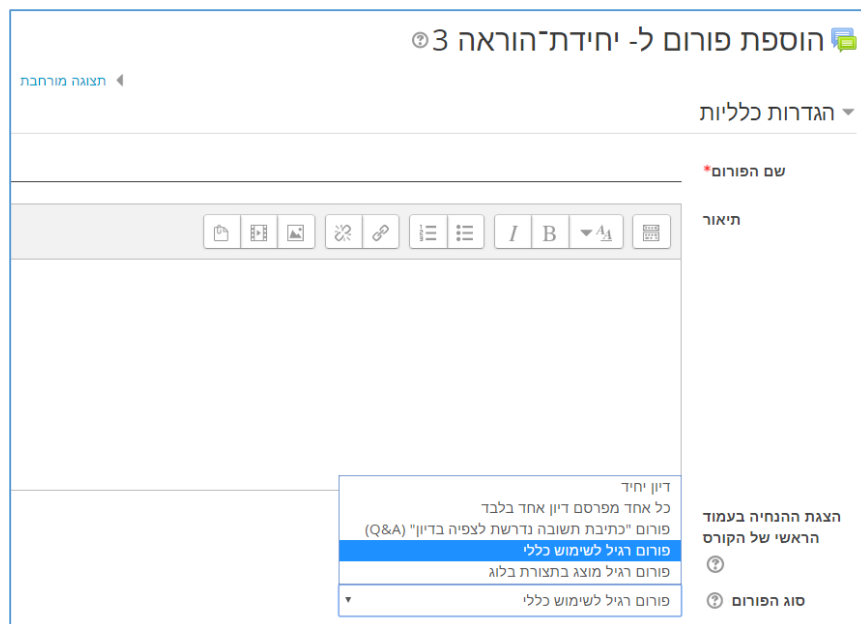 הוספת פורום ל- יחידת־הוראה 3
תצוגה מורחבת
הגדרות כלליות
שם הפורום*
תיאור
הצגת ההנחיה בעמוד
הראשי של הקורס
דיון יחיד
כל אחד מפרסם דיון אחד בלבד
פורום "כתיבת תשובה נדרשת לצפיה בדיון" (Q&A)
פורום רגיל לשימוש כללי
פורום רגיל מוצג בתצורת בלוג
סוג הפורום
פורום רגיל לשימוש כללי